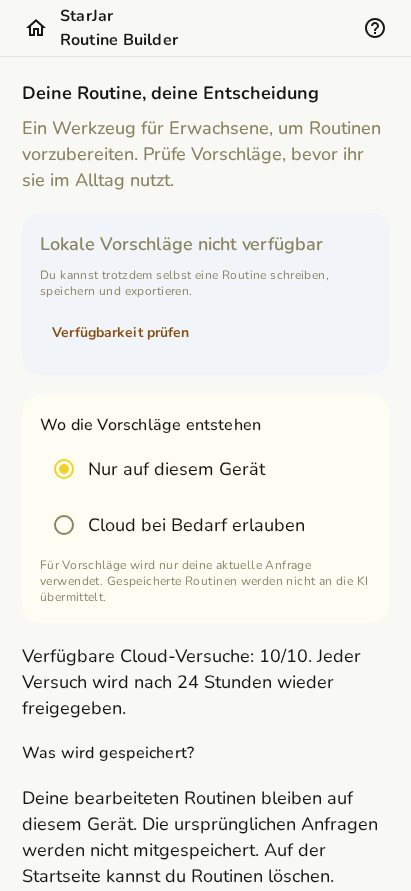 StarJar
Routine Builder
Deine Routine, deine Entscheidung
Ein Werkzeug für Erwachsene, um Routinen
vorzubereiten. Prüfe Vorschläge, bevor ihr
sie im Alltag nutzt.
Lokale Vorschläge nicht verfügbar
Du kannst trotzdem selbst eine Routine schreiben,
speichern und exportieren.
Verfügbarkeit prüfen
Wo die Vorschläge entstehen
Nur auf diesem Gerät
Cloud bei Bedarf erlauben
Für Vorschläge wird nur deine aktuelle Anfrage
verwendet. Gespeicherte Routinen werden nicht an die KI
übermittelt.
Verfügbare Cloud-Versuche: 10/10. Jeder
Versuch wird nach 24 Stunden wieder
freigegeben.
Was wird gespeichert?
Deine bearbeiteten Routinen bleiben auf
diesem Gerät. Die ursprünglichen Anfragen
werden nicht mitgespeichert. Auf der
Startseite kannst du Routinen löschen.